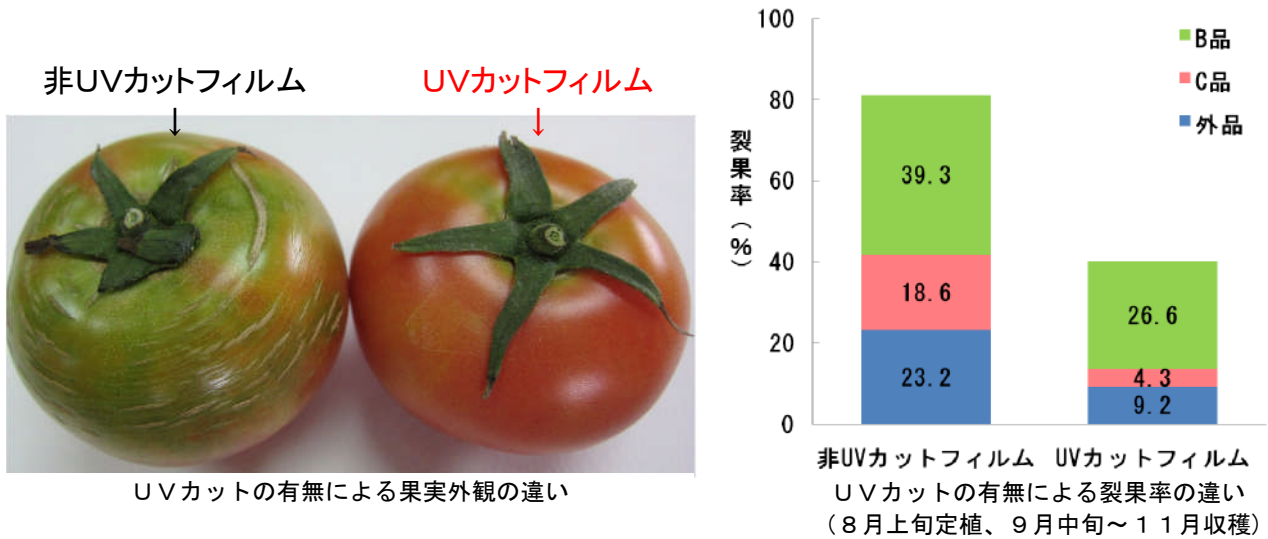 非UVカットフィルム
↓
UVカットフィルム
↓
UVカットの有無による果実外観の違い
裂果率(%)
100
80
60
40
20
0
B品
C品
外品
39.3
18.6
23.2
26.6
4.3
9.2
非UVカットフィルム
UVカットフィルム
UVカットの有無による裂果率の違い
(8月上旬定植、9月中旬~11月収穫)